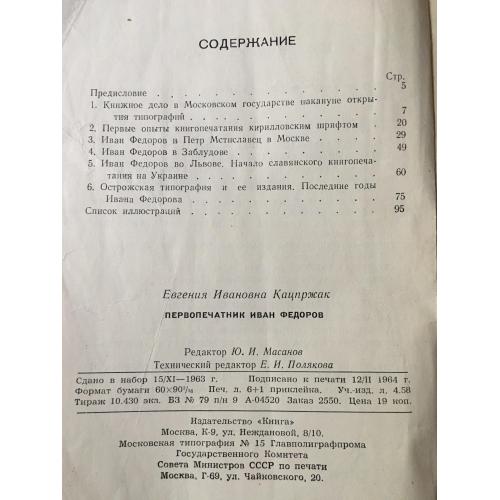 СОДЕРЖАНИЕ
Стр.
Предисловие . . . . . . . . . . . . 5
1. Книжное дело в Московском государстве накануне откры-
тия типографий . . . . . . . . . . . 7
2. Первые опыты книгопечатания кирилловским шрифтом . 20
3. Иван Федоров и Петр Мстиславец в Москве . . . . 29
4. Иван Федоров в Заблудове . . . . . . . . 49
5. Иван Федоров во Львове. Начало славянского книгопеча-
тания на Украине . . . . . . . . . . 60
6. Острожская типография и ее издания. Последние годы
Ивана Федорова . . . . . . . . . . . 75
Список иллюстраций . . . . . . . . . . 95
Евгения Ивановна Кацпржак
ПЕРВОПЕЧАТНИК ИВАН ФЕДОРОВ
Редактор Ю. И. Масанов
Технический редактор Е. И. Полякова
Сдано в набор 15/XI—1963 г. Подписано к печати 12/II 1964 г.
Формат бумаги 60×90¹/₁₆ Печ. л. 6+1 приклейка. Уч.-изд. л. 4.58
Тираж 10.430 экз. БЗ № 79 п/н 9 А-04520 Заказ 2550. Цена 19 коп.
Издательство «Книга»
Москва, К-9, ул. Неждановой, 8/10.
Московская типография № 15 Главполиграфпрома
Государственного Комитета
Совета Министров СССР по печати
Москва, Г-69, ул. Чайковского, 20.